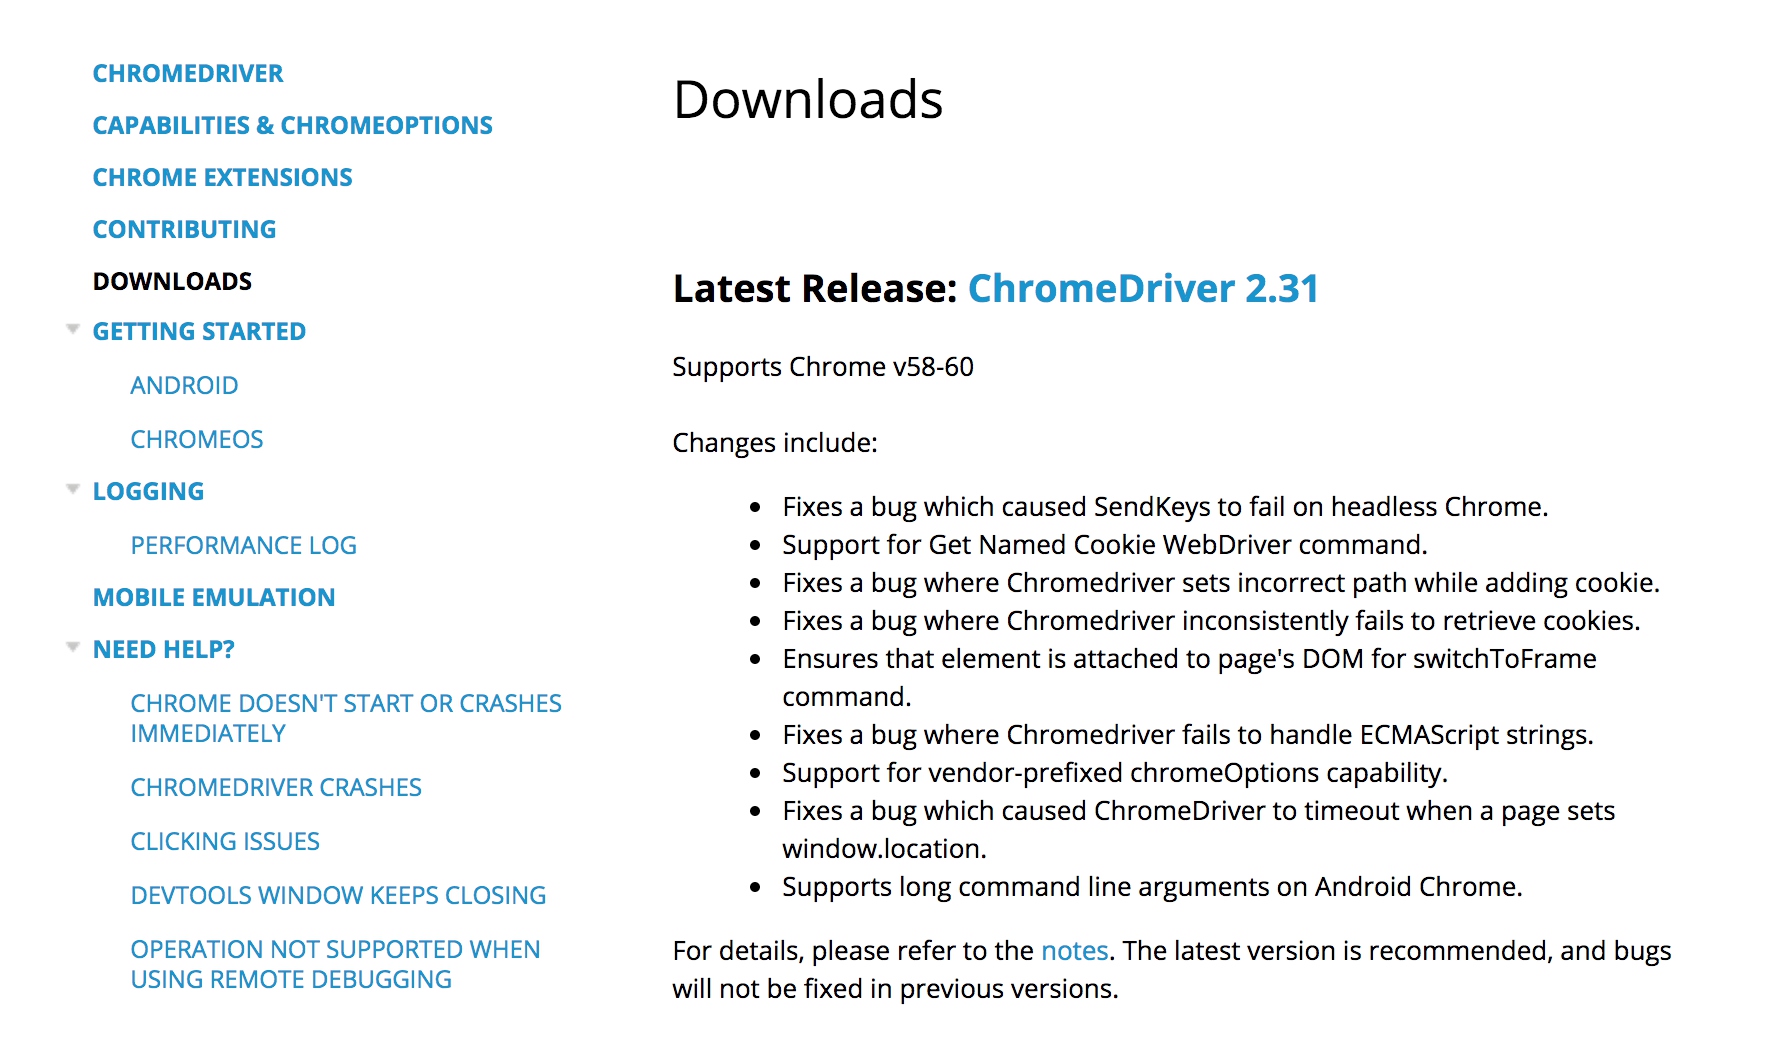 CHROMEDRIVER
CAPABILITIES & CHROMEOPTIONS
CHROME EXTENSIONS
CONTRIBUTING
DOWNLOADS
GETTING STARTED
ANDROID
CHROMEOS
LOGGING
PERFORMANCE LOG
MOBILE EMULATION
NEED HELP?
CHROME DOESN'T START OR CRASHES
IMMEDIATELY
CHROMEDRIVER CRASHES
CLICKING ISSUES
DEVTOOLS WINDOW KEEPS CLOSING
OPERATION NOT SUPPORTED WHEN
USING REMOTE DEBUGGING
Downloads
Latest Release: ChromeDriver 2.31
Supports Chrome v58-60
Changes include:
• Fixes a bug which caused SendKeys to fail on headless Chrome.
• Support for Get Named Cookie WebDriver command.
• Fixes a bug where Chromedriver sets incorrect path while adding cookie.
• Fixes a bug where Chromedriver inconsistently fails to retrieve cookies.
• Ensures that element is attached to page's DOM for switchToFrame
command.
• Fixes a bug where Chromedriver fails to handle ECMAScript strings.
• Support for vendor-prefixed chromeOptions capability.
• Fixes a bug which caused ChromeDriver to timeout when a page sets
window.location.
• Supports long command line arguments on Android Chrome.
For details, please refer to the notes. The latest version is recommended, and bugs
will not be fixed in previous versions.